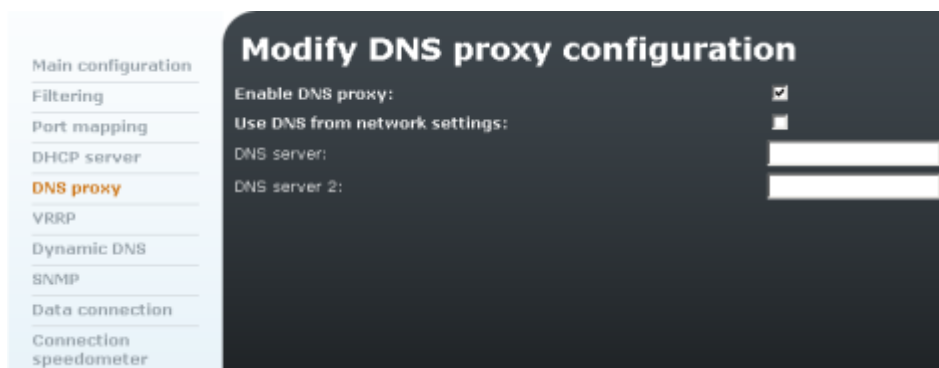 Main configuration
Filtering
Port mapping
DHCP server
DNS proxy
VRRP
Dynamic DNS
SNMP
Data connection
Connection
speedometer
Modify DNS proxy configuration
Enable DNS proxy:
Use DNS from network settings:
DNS server:
DNS server 2: